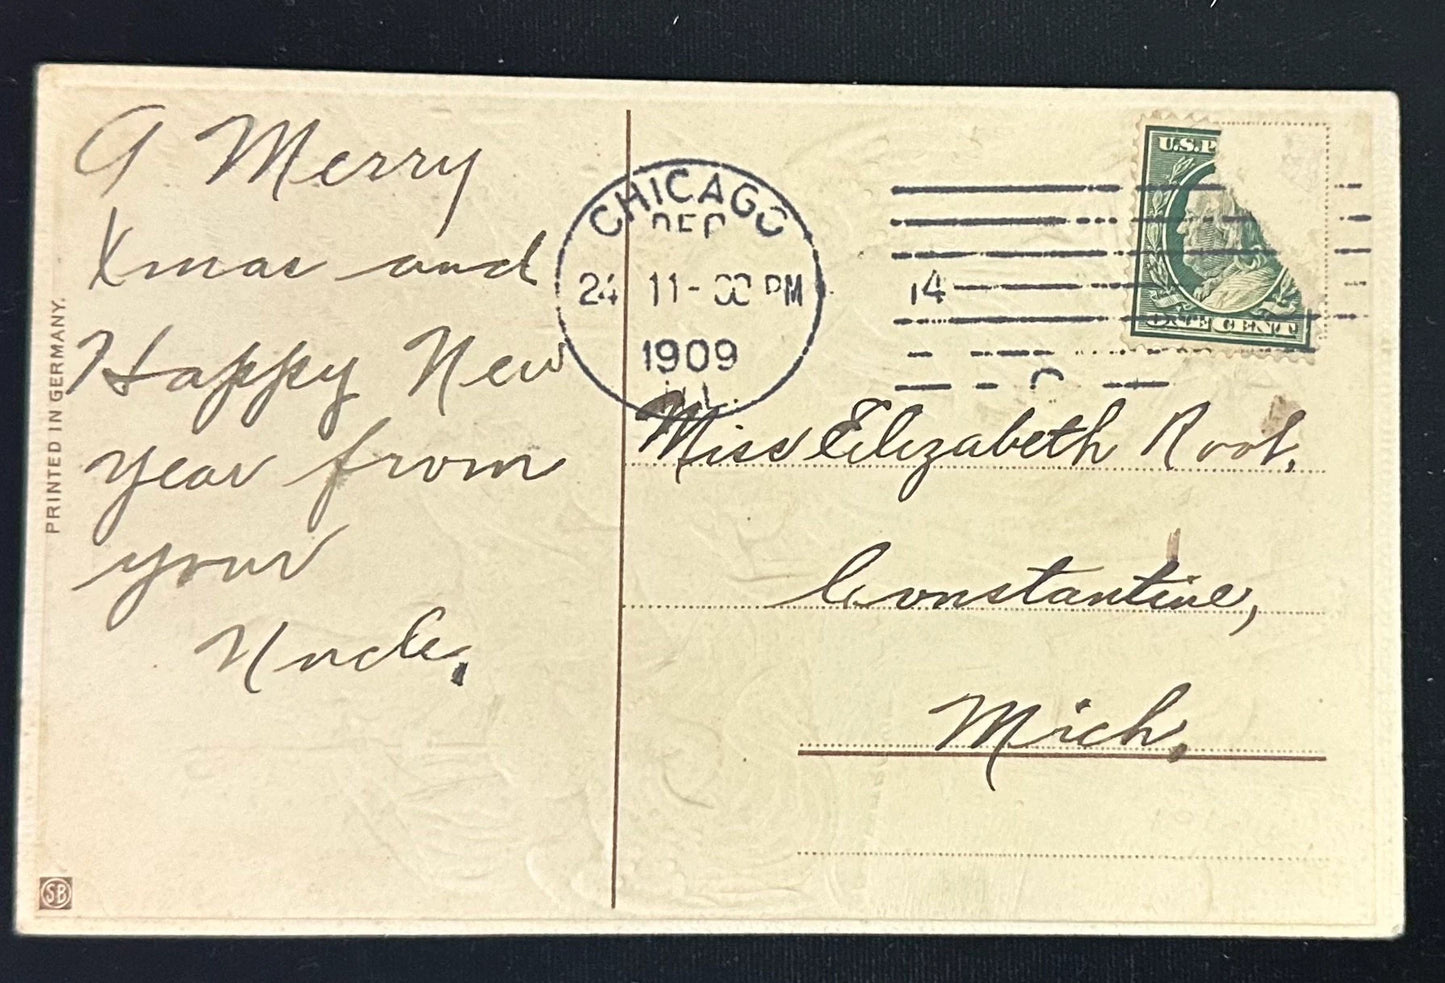 A Merry
Xmas and
Happy New
Year from
your
Uncle.
PRINTED IN GERMANY.
SB
CHICAGO
DEC
24 11-00 PM
1909
ILL.
14
U.S.P
ONE CENT
Miss Elizabeth Root.
Constantine,
Mich.